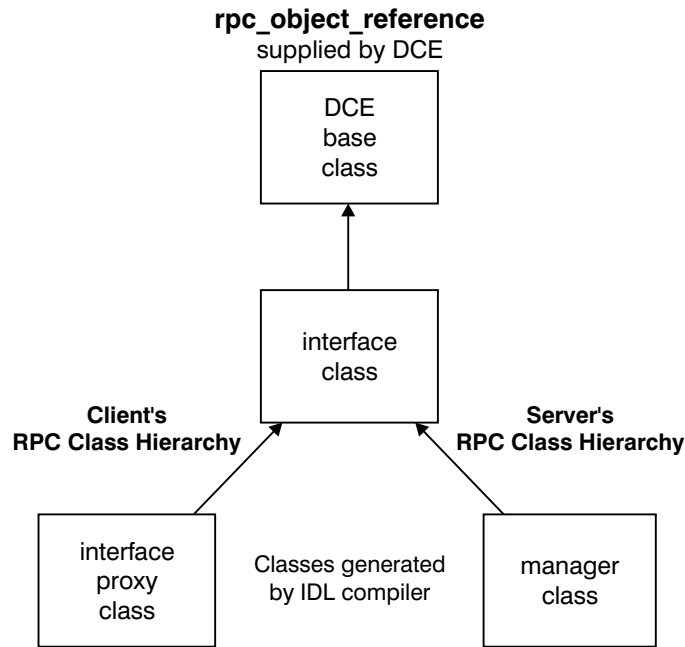 rpc_object_reference
supplied by DCE
DCE
base
class
interface
class
Client's
RPC Class Hierarchy
Server's
RPC Class Hierarchy
interface
proxy
class
Classes generated
by IDL compiler
manager
class